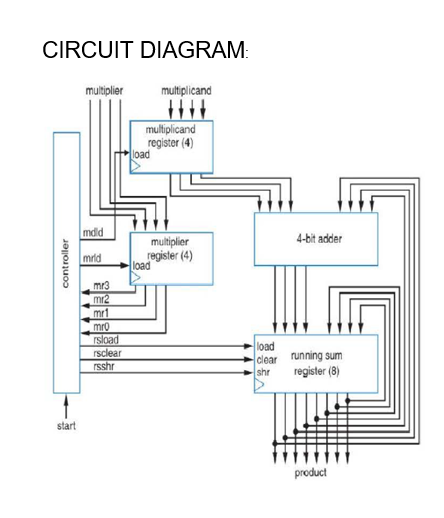 CIRCUIT DIAGRAM:
multiplier
multiplicand
multiplicand
register (4)
load
controller
mdld
multiplier
register (4)
mrld
load
mr3
mr2
mr1
mr0
rsload
rsclear
rsshr
4-bit adder
load
clear
shr
running sum
register (8)
start
product